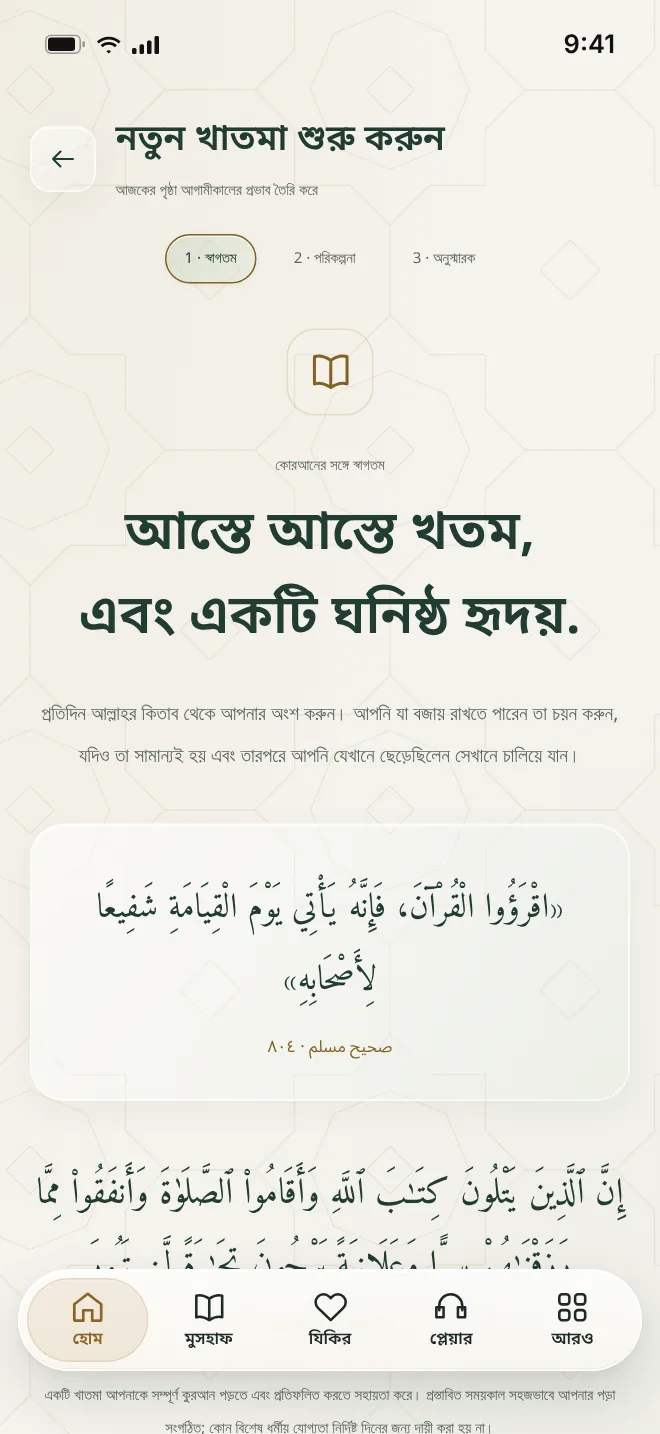 9:41
নতুন খাতমা শুরু করুন
আজকের পৃষ্ঠা আগামীকালের প্রভাব তৈরি করে
1 · স্বাগতম
2 · পরিকল্পনা
3 · অনুস্মারক
কোরআনের সঙ্গে স্বাগতম
আস্তে আস্তে খতম,
এবং একটি ঘনিষ্ঠ হৃদয়.
প্রতিদিন আল্লাহর কিতাব থেকে আপনার অংশ করুন। আপনি যা বজায় রাখতে পারেন তা চয়ন করুন,
যদিও তা সামান্যই হয় এবং তারপরে আপনি যেখানে ছেড়েছিলেন সেখানে চালিয়ে যান।
«اقْرَؤُوا الْقُرْآنَ، فَإِنَّهُ يَأْتِي يَوْمَ الْقِيَامَةِ شَفِيعًا
لِأَصْحَابِهِ»
صحيح مسلم · ٨٠٤
إِنَّ ٱلَّذِينَ يَتْلُونَ كِتَـٰبَ ٱللَّهِ وَأَقَامُوا۟ ٱلصَّلَوٰةَ وَأَنفَقُوا۟ مِمَّا
হোম
মুসহাফ
যিকির
প্লেয়ার
আরও
একটি খাতমা আপনাকে সম্পূর্ণ কুরআন পড়তে এবং প্রতিফলিত করতে সহায়তা করে। প্রস্তাবিত সময়কাল সহজভাবে আপনার পড়া
সংগঠিত; কোন বিশেষ ধর্মীয় যোগ্যতা নির্দিষ্ট দিনের জন্য দায়ী করা হয় না।